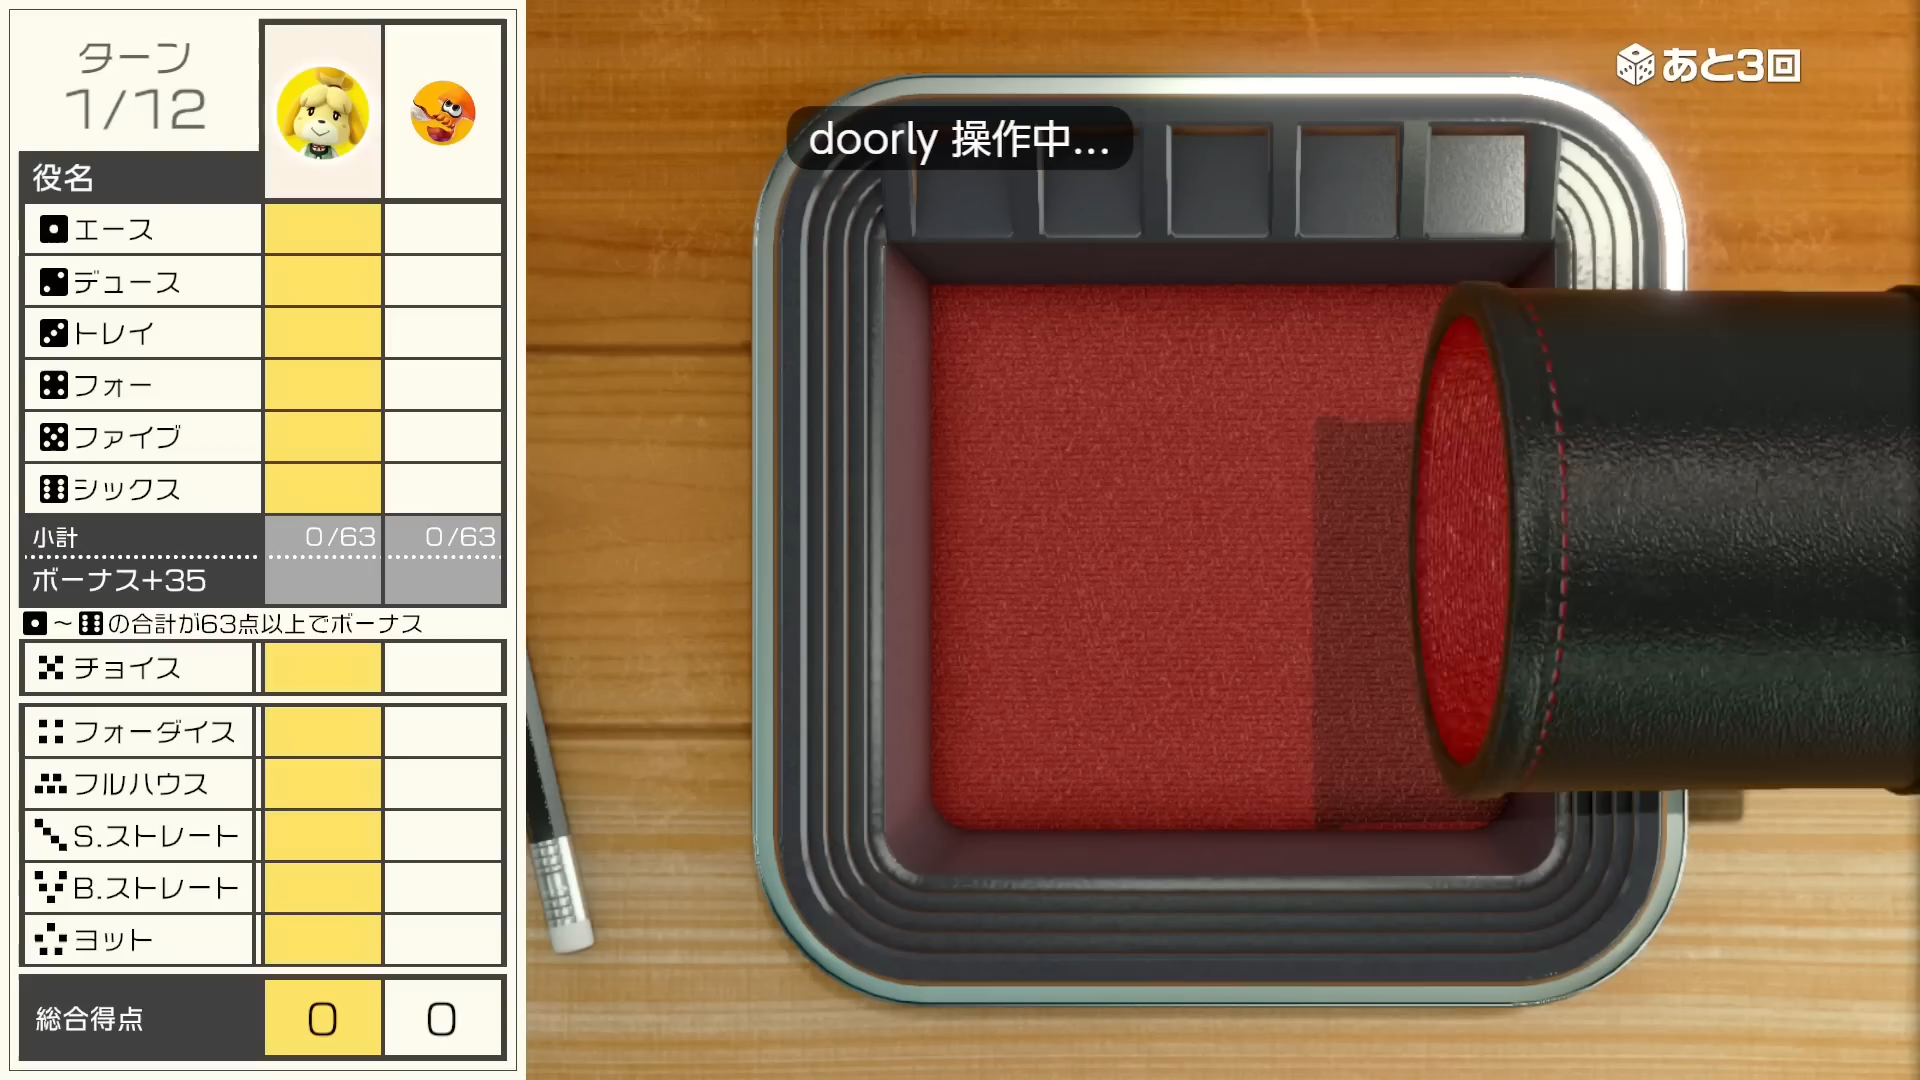 ターン
1/12
役名
エース
デュース
トレイ
フォー
ファイブ
シックス
小計 0/63 0/63
ボーナス+35
～の合計が63点以上でボーナス
チョイス
フォーダイス
フルハウス
S.ストレート
B.ストレート
ヨット
総合得点 0 0
doorly 操作中...
あと3回